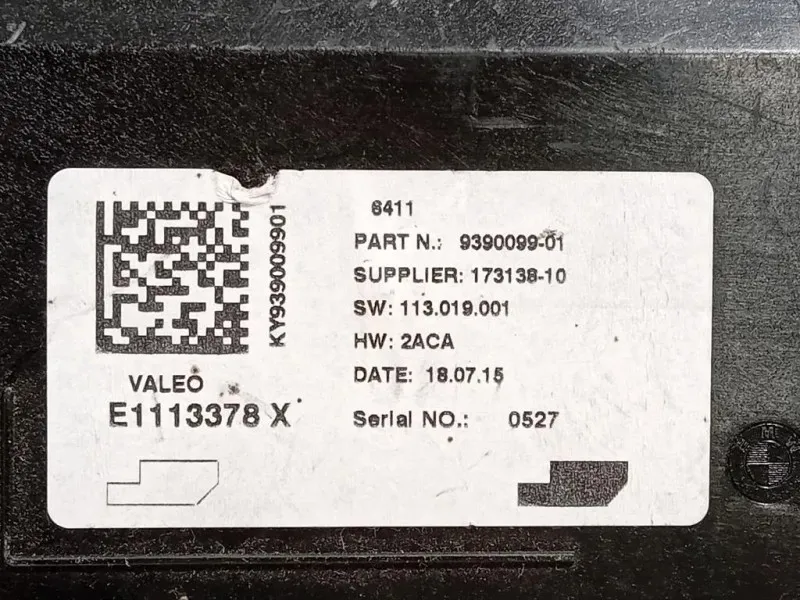 6411
PART N.: 9390099-01
SUPPLIER: 173138-10
SW: 113.019.001
HW: 2ACA
DATE: 18.07.15
Serial NO.: 0527
KY939009901
VALEO
E1113378 X
BMW